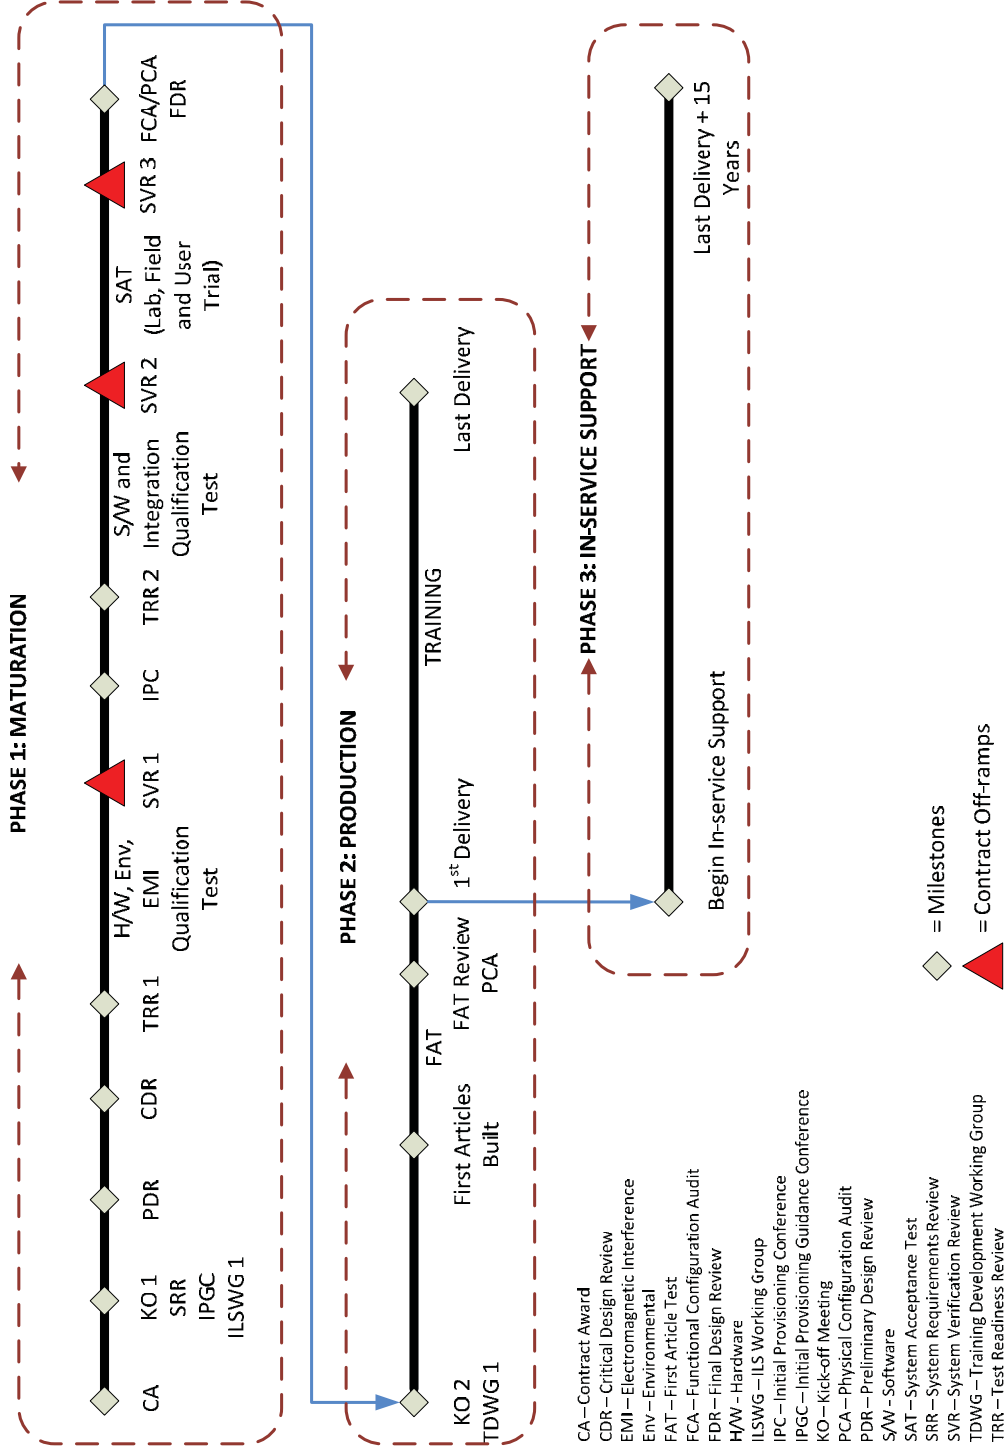 PHASE 1: MATURATION
CA
KO 1
SRR
IPGC
ILSWG 1
PDR
CDR
TRR 1
H/W, Env,
EMI
Qualification
Test
SVR 1
IPC
TRR 2
S/W and
Integration
Qualification
Test
SVR 2
SAT
(Lab, Field
and User
Trial)
SVR 3
FCA/PCA
FDR
PHASE 2: PRODUCTION
KO 2
TDWG 1
First Articles
Built
FAT
FAT Review
PCA
1st Delivery
TRAINING
Last Delivery
PHASE 3: IN-SERVICE SUPPORT
Begin In-service Support
Last Delivery + 15
Years
CA – Contract Award
CDR – Critical Design Review
EMI – Electromagnetic Interference
Env – Environmental
FAT – First Article Test
FCA – Functional Configuration Audit
FDR – Final Design Review
H/W - Hardware
ILSWG – ILS Working Group
IPC – Initial Provisioning Conference
IPGC – Initial Provisioning Guidance Conference
KO – Kick-off Meeting
PCA – Physical Configuration Audit
PDR – Preliminary Design Review
S/W - Software
SAT – System Acceptance Test
SRR – System Requirements Review
SVR – System Verification Review
TDWG – Training Development Working Group
TRR – Test Readiness Review
= Milestones
= Contract Off-ramps